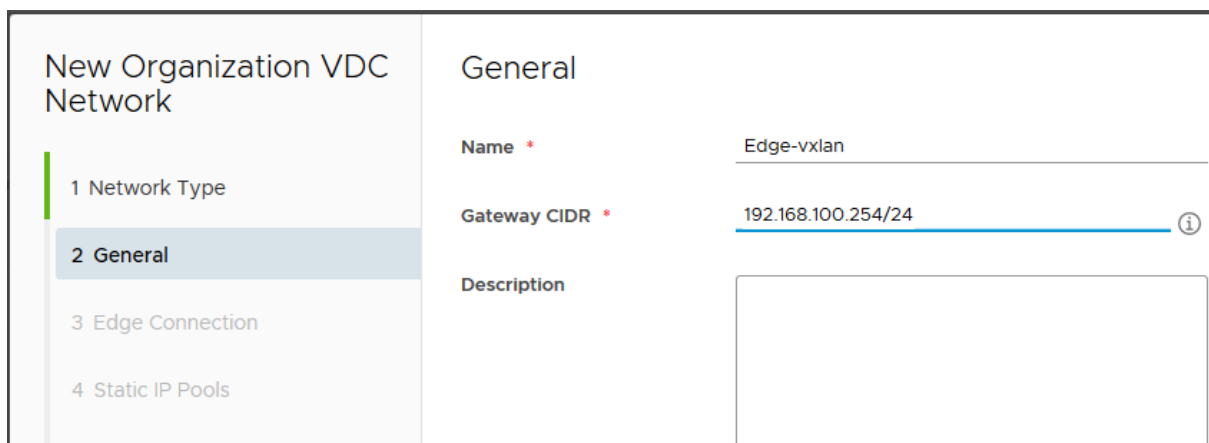 New Organization VDC
Network
1 Network Type
2 General
3 Edge Connection
4 Static IP Pools
General
Name *
Edge-vxlan
Gateway CIDR *
192.168.100.254/24
Description